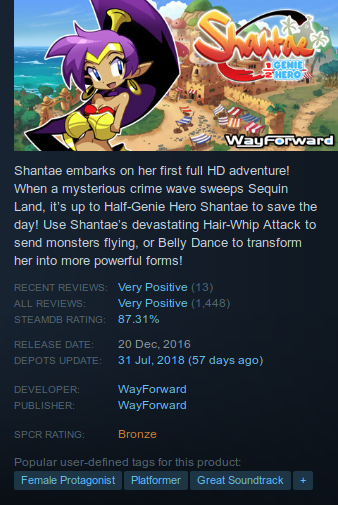 Shantae
1/2 GENIE HERO
WayForward
Shantae embarks on her first full HD adventure!
When a mysterious crime wave sweeps Sequin
Land, it's up to Half-Genie Hero Shantae to save the
day! Use Shantae's devastating Hair-Whip Attack to
send monsters flying, or Belly Dance to transform
her into more powerful forms!
RECENT REVIEWS: Very Positive (13)
ALL REVIEWS: Very Positive (1,448)
STEAMDB RATING: 87.31%
RELEASE DATE: 20 Dec, 2016
DEPOTS UPDATE: 31 Jul, 2018 (57 days ago)
DEVELOPER: WayForward
PUBLISHER: WayForward
SPCR RATING: Bronze
Popular user-defined tags for this product:
Female Protagonist Platformer Great Soundtrack +